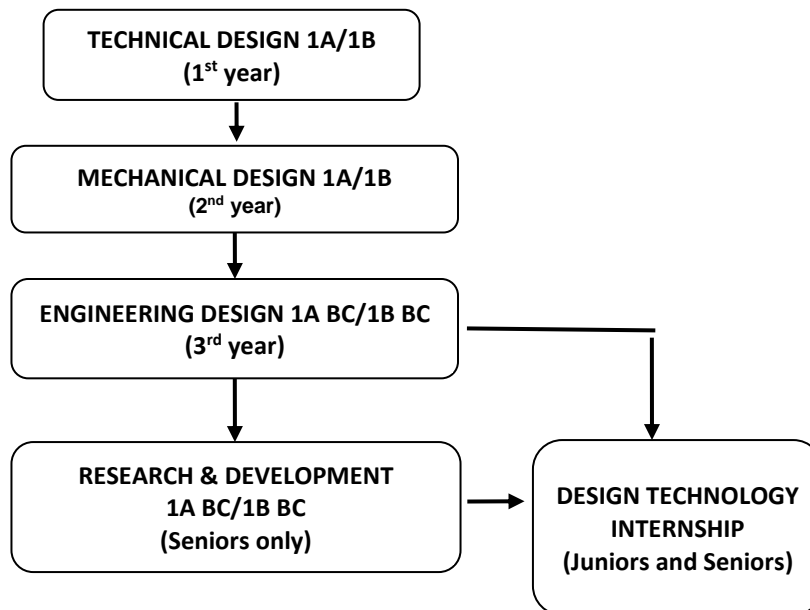 TECHNICAL DESIGN 1A/1B
(1st year)
MECHANICAL DESIGN 1A/1B
(2nd year)
ENGINEERING DESIGN 1A BC/1B BC
(3rd year)
RESEARCH & DEVELOPMENT
1A BC/1B BC
(Seniors only)
DESIGN TECHNOLOGY
INTERNSHIP
(Juniors and Seniors)